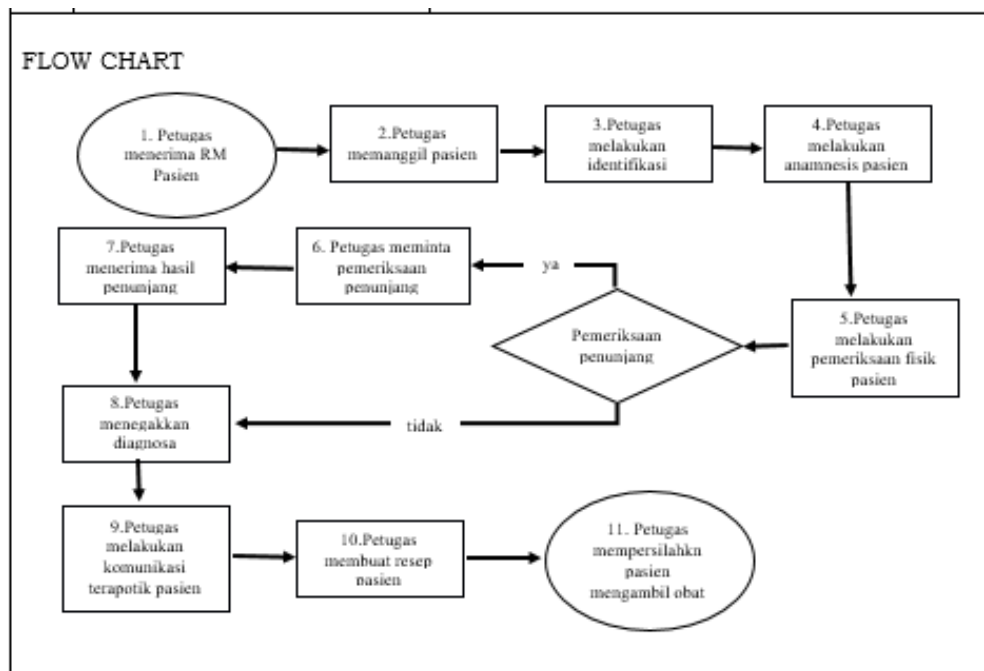 FLOW CHART
1. Petugas
menerima RM
Pasien
2.Petugas
memanggil pasien
3.Petugas
melakukan
identifikasi
4.Petugas
melakukan
anamnesis pasien
5.Petugas
melakukan
pemeriksaan fisik
pasien
Pemeriksaan
penunjang
ya
6. Petugas meminta
pemeriksaan
penunjang
7.Petugas
menerima hasil
penunjang
tidak
8.Petugas
menegakkan
diagnosa
9.Petugas
melakukan
komunikasi
terapotik pasien
10.Petugas
membuat resep
pasien
11. Petugas
mempersilahkn
pasien
mengambil obat